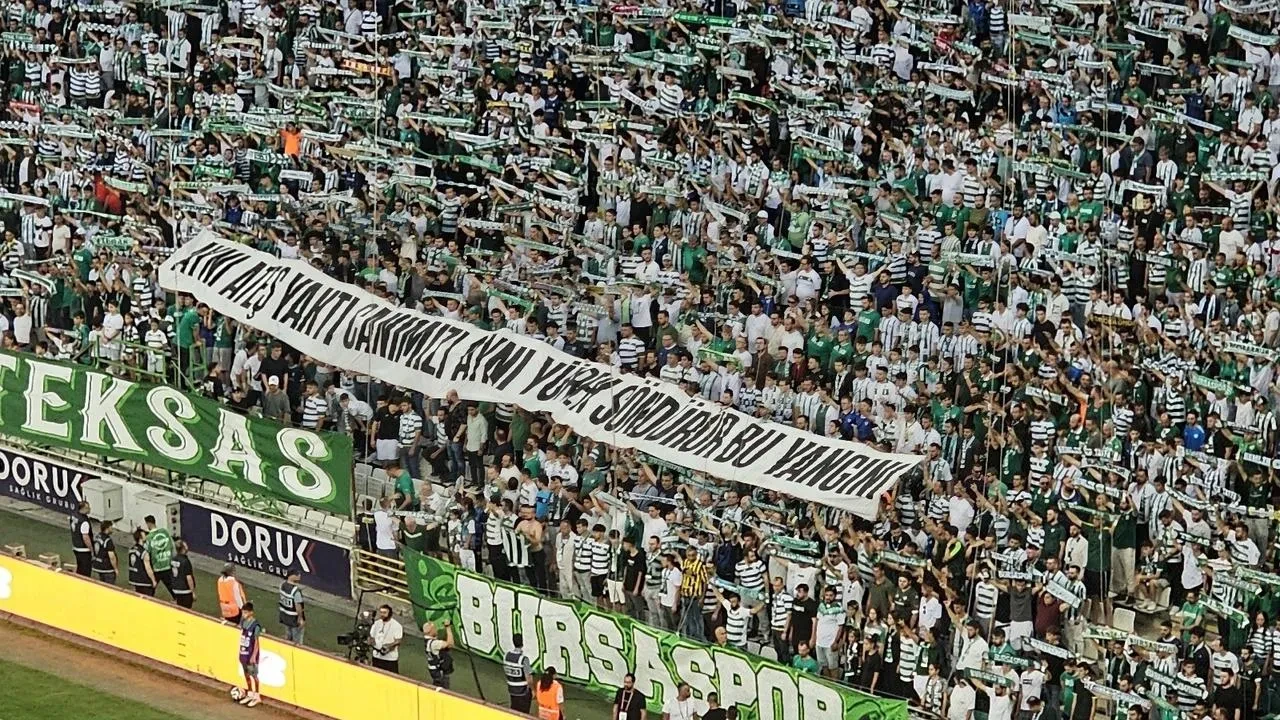 AYNI ATEŞ YAKTI CANIMIZI AYNI YÜREK SÖNDÜRÜR BU YANGINI
TEKSAS
DORUK
SAĞLIK GRUBU
DORUK
SAĞLIK GRUBU
BURSASPOR